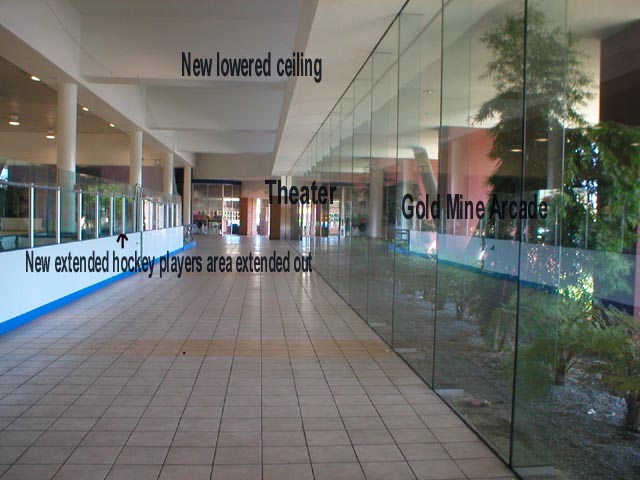 New lowered ceiling
Theater
Gold Mine Arcade
New extended hockey players area extended out